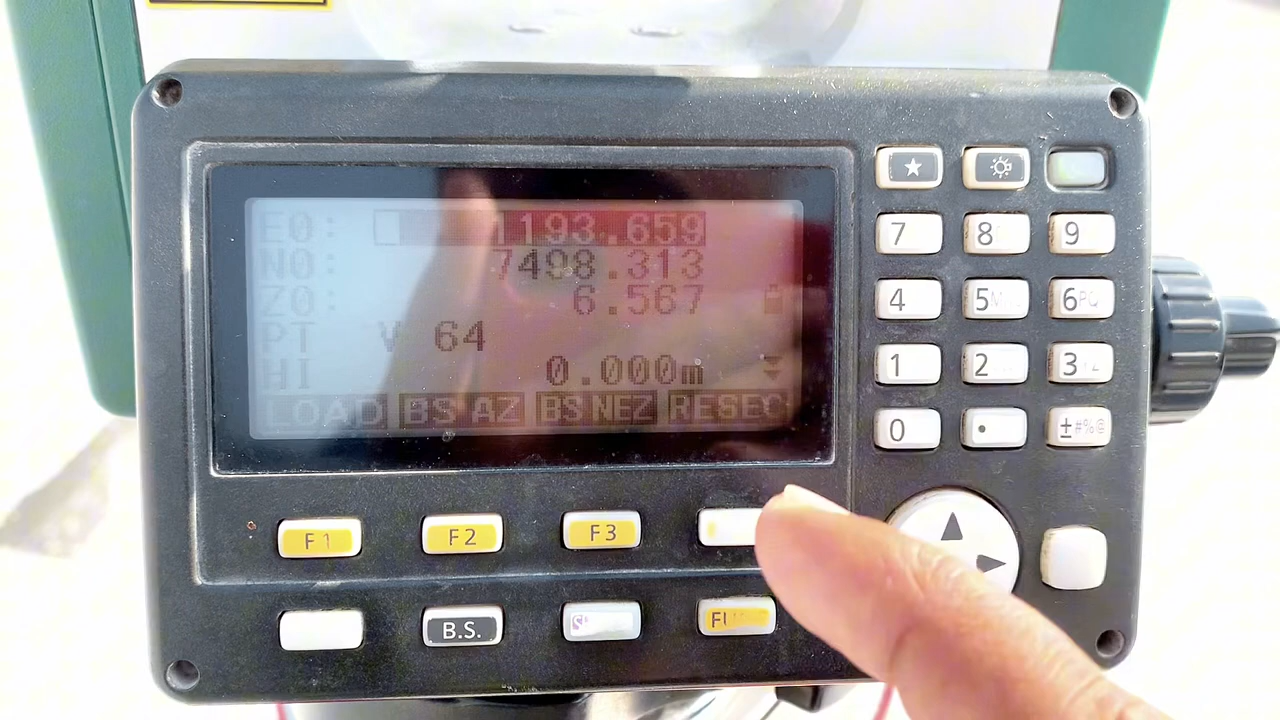 E0: 1193.659
N0: 7498.313
Z0: 6.567
PT V 64
HI 0.000m
LOAD BS AZ BS NEZ RESEC
7 8 9
4 5 6PQ
1 2 3
0 . ±#%@
F1 F2 F3
B.S.